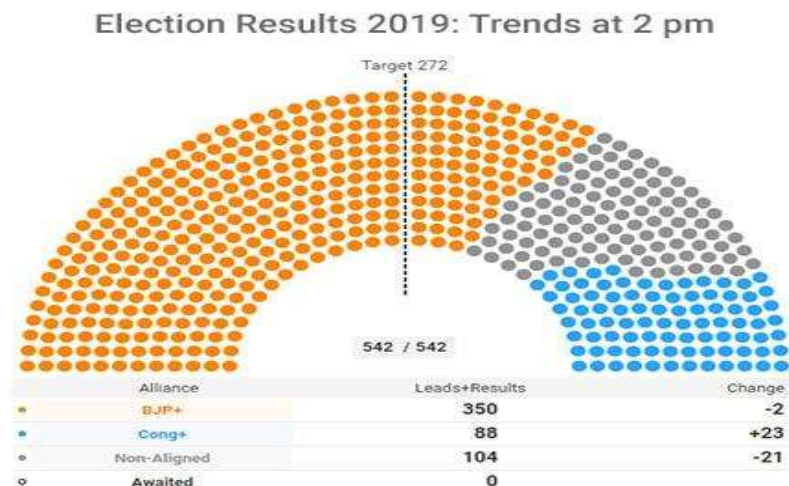 Election Results 2019: Trends at 2 pm
Target 272
542 / 542
Alliance Leads+Results Change
BJP+ 350 -2
Cong+ 88 +23
Non-Aligned 104 -21
Awaited 0